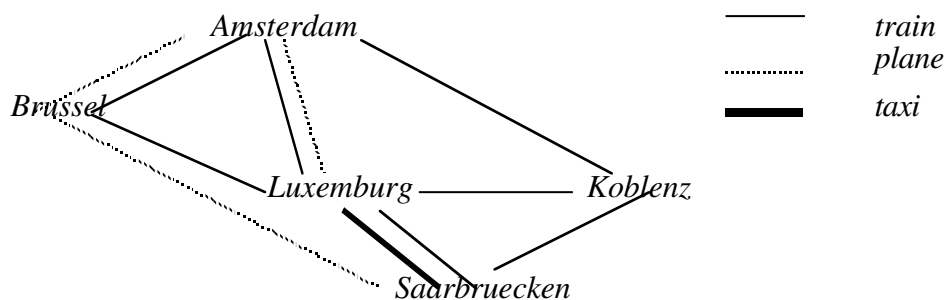 Amsterdam
train
plane
Brussel
taxi
Luxemburg
Koblenz
Saarbruecken